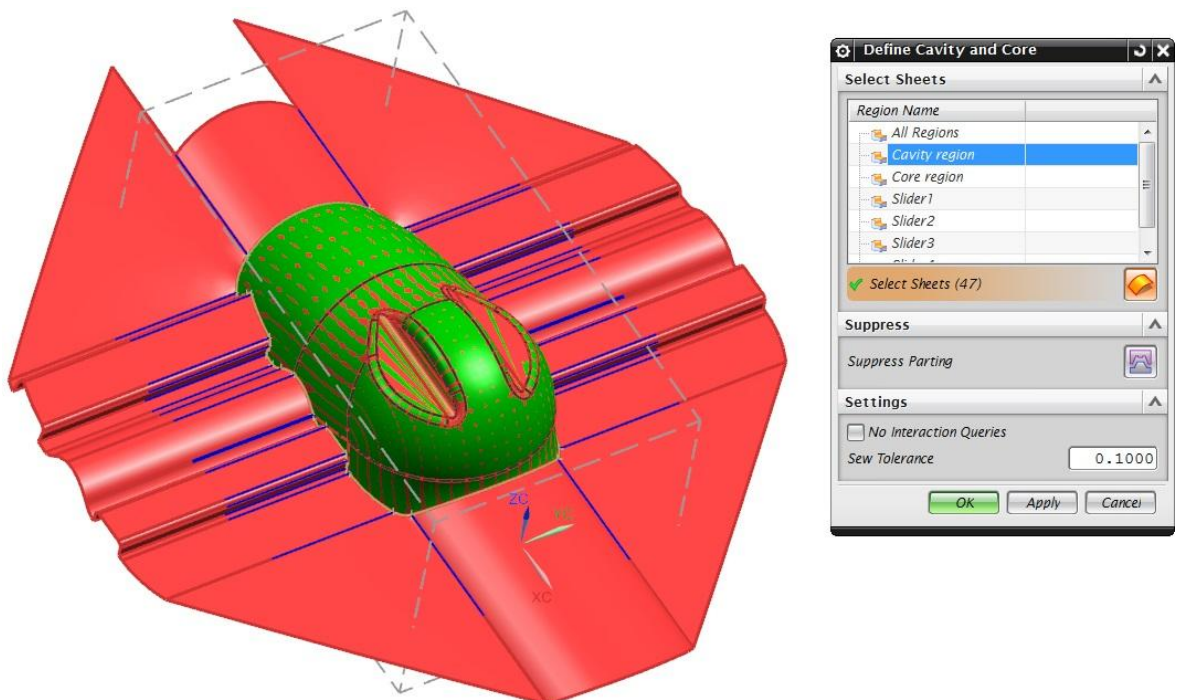 Define Cavity and Core
Select Sheets
Region Name
All Regions
Cavity region
Core region
Slider1
Slider2
Slider3
Select Sheets (47)
Suppress
Suppress Parting
Settings
No Interaction Queries
Sew Tolerance 0.1000
OK Apply Cancel
ZC
YC
XC